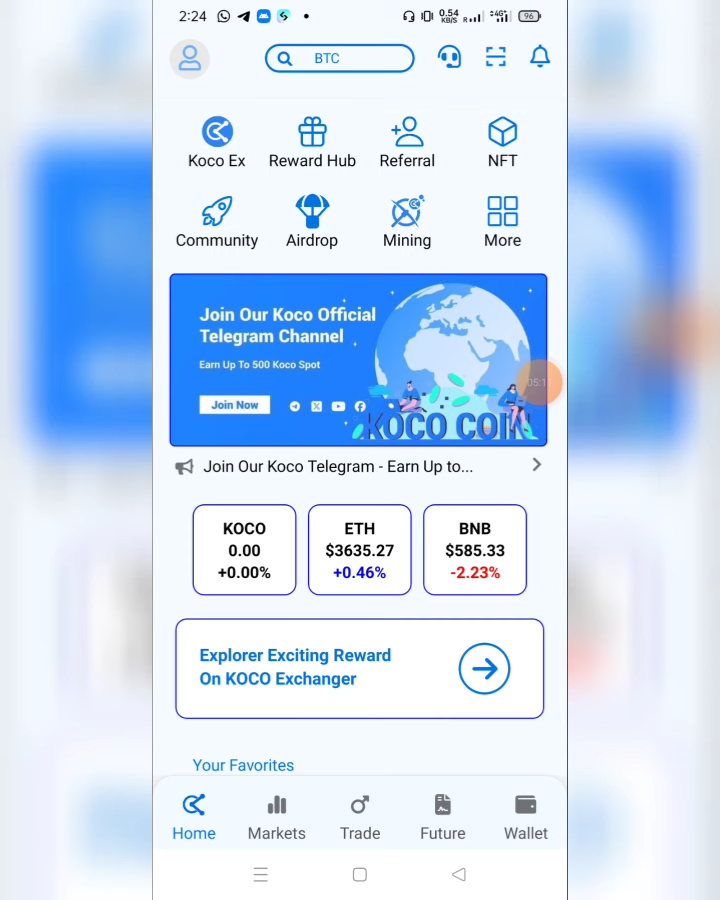 2:24
0.54
KB/S
R
4G+
96
BTC
Koco Ex
Reward Hub
Referral
NFT
Community
Airdrop
Mining
More
Join Our Koco Official
Telegram Channel
Earn Up To 500 Koco Spot
Join Now
KOCO COIN
Join Our Koco Telegram - Earn Up to...
KOCO
0.00
+0.00%
ETH
$3635.27
+0.46%
BNB
$585.33
-2.23%
Explorer Exciting Reward
On KOCO Exchanger
Your Favorites
Home
Markets
Trade
Future
Wallet